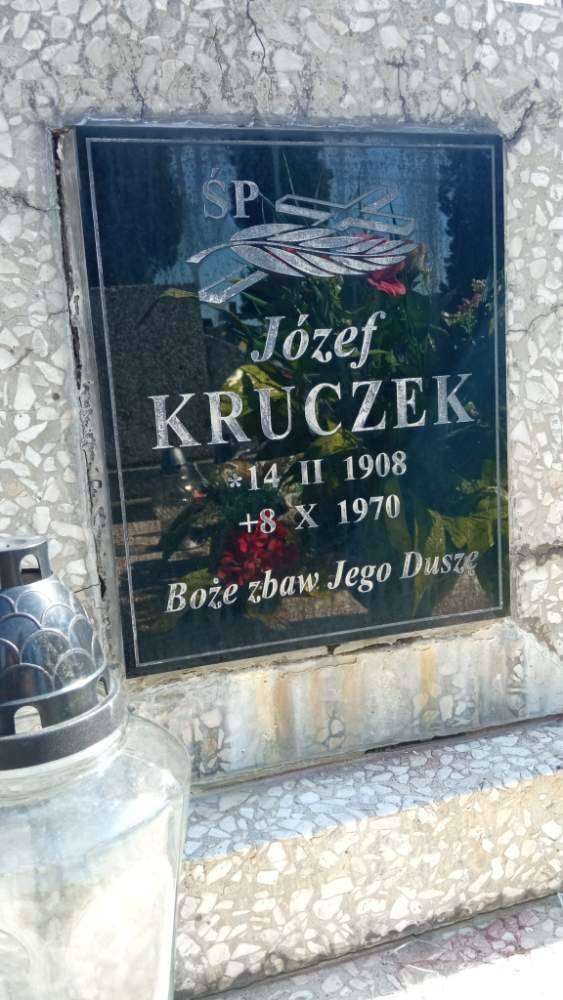 ŚP
Józef
KRUCZEK
*14 II 1908
+8 X 1970
Boże zbaw Jego Duszę